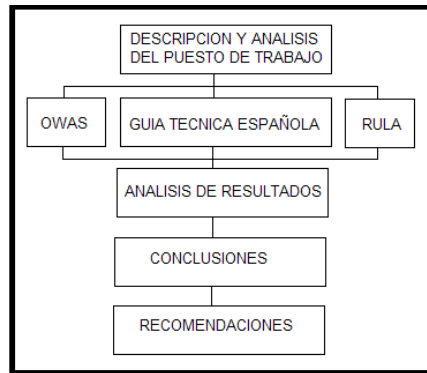 DESCRIPCION Y ANALISIS
DEL PUESTO DE TRABAJO
OWAS
GUIA TECNICA ESPAÑOLA
RULA
ANALISIS DE RESULTADOS
CONCLUSIONES
RECOMENDACIONES